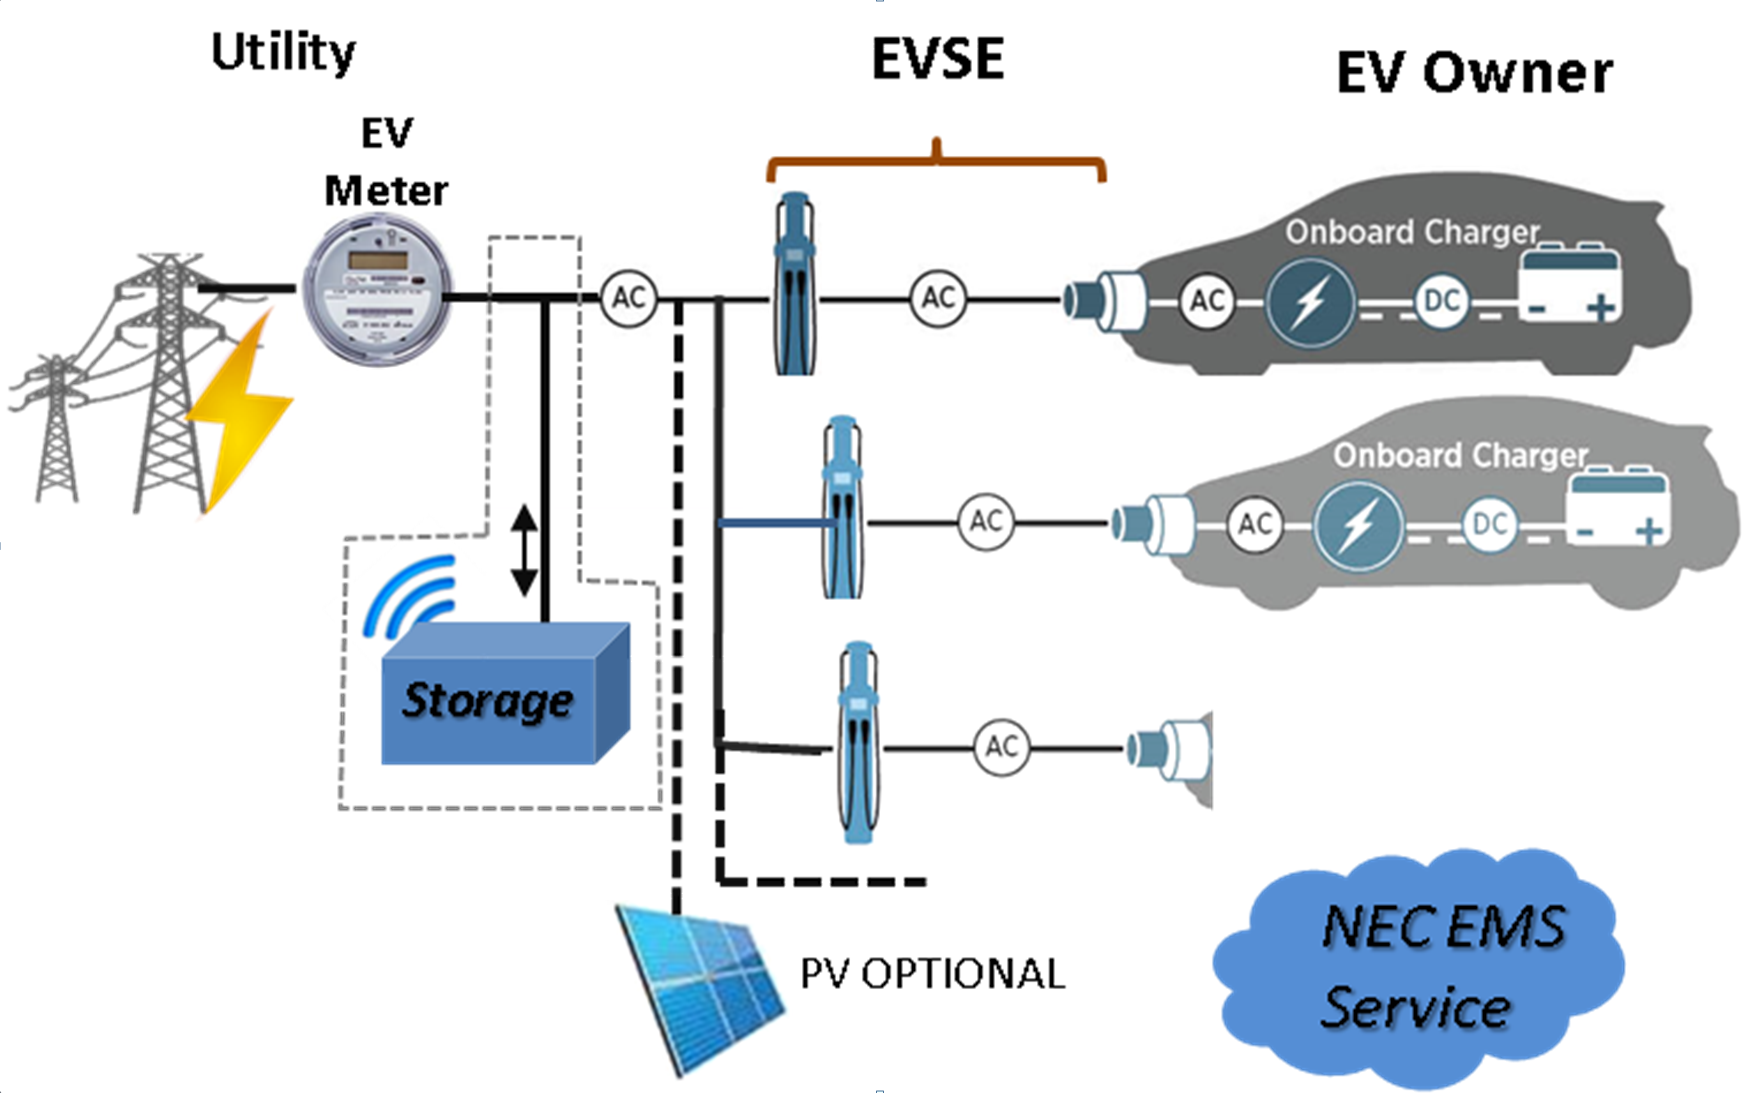 Utility
EVSE
EV Owner
EV
Meter
Onboard Charger
AC
AC
AC
DC
- +
Onboard Charger
AC
AC
DC
- +
Storage
AC
PV OPTIONAL
NEC EMS
Service